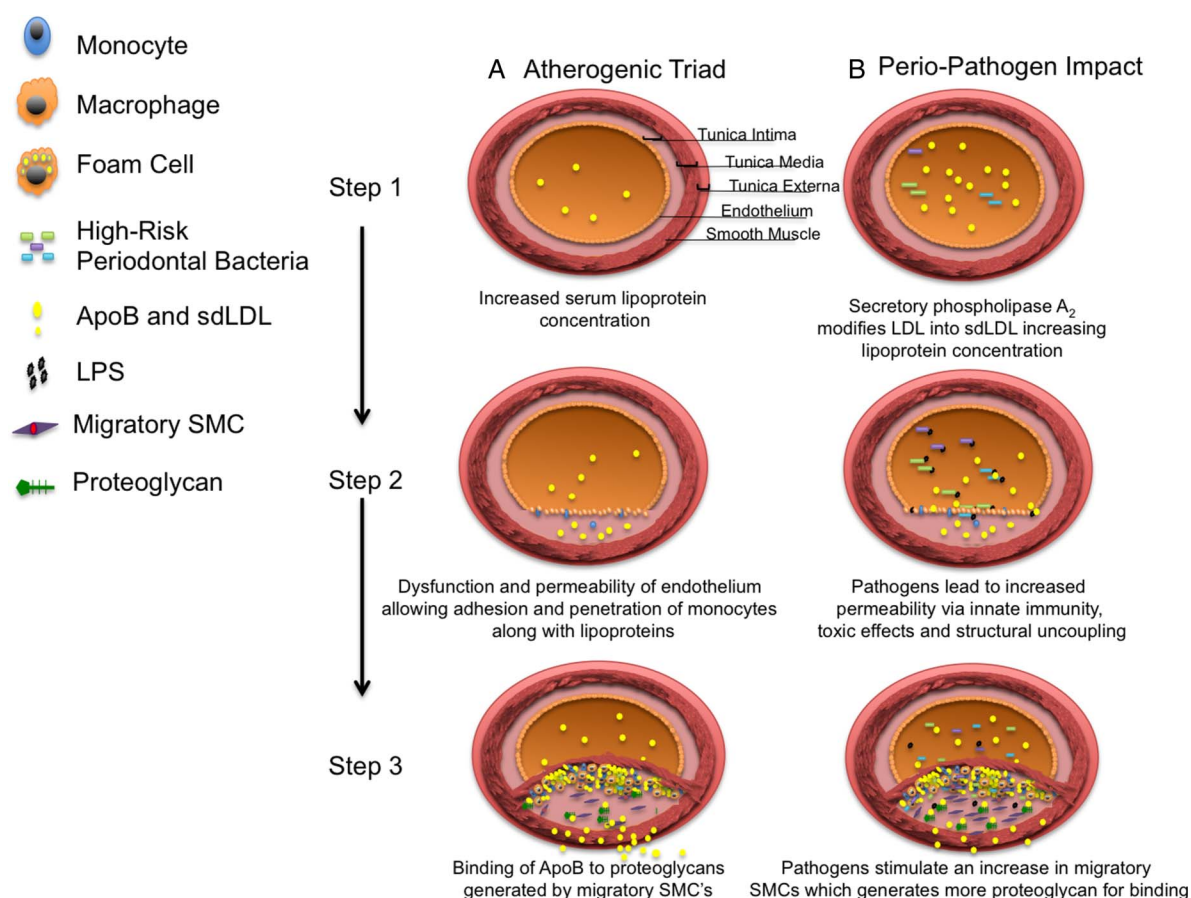 Monocyte
Macrophage
Foam Cell
High-Risk
Periodontal Bacteria
ApoB and sdLDL
LPS
Migratory SMC
Proteoglycan
Step 1
Step 2
Step 3
A Atherogenic Triad
Tunica Intima
Tunica Media
Tunica Externa
Endothelium
Smooth Muscle
Increased serum lipoprotein
concentration
Dysfunction and permeability of endothelium
allowing adhesion and penetration of monocytes
along with lipoproteins
Binding of ApoB to proteoglycans
generated by migratory SMC's
B Perio-Pathogen Impact
Secretory phospholipase A₂
modifies LDL into sdLDL increasing
lipoprotein concentration
Pathogens lead to increased
permeability via innate immunity,
toxic effects and structural uncoupling
Pathogens stimulate an increase in migratory
SMCs which generates more proteoglycan for binding